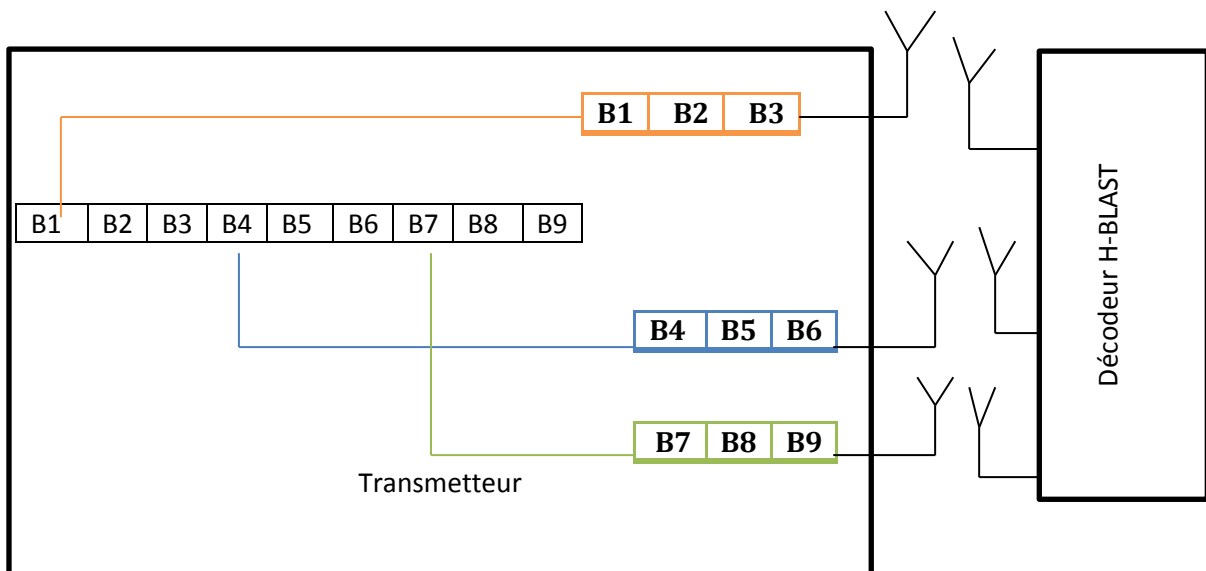 B1 B2 B3
B1 B2 B3 B4 B5 B6 B7 B8 B9
B4 B5 B6
B7 B8 B9
Transmetteur
Décodeur H-BLAST